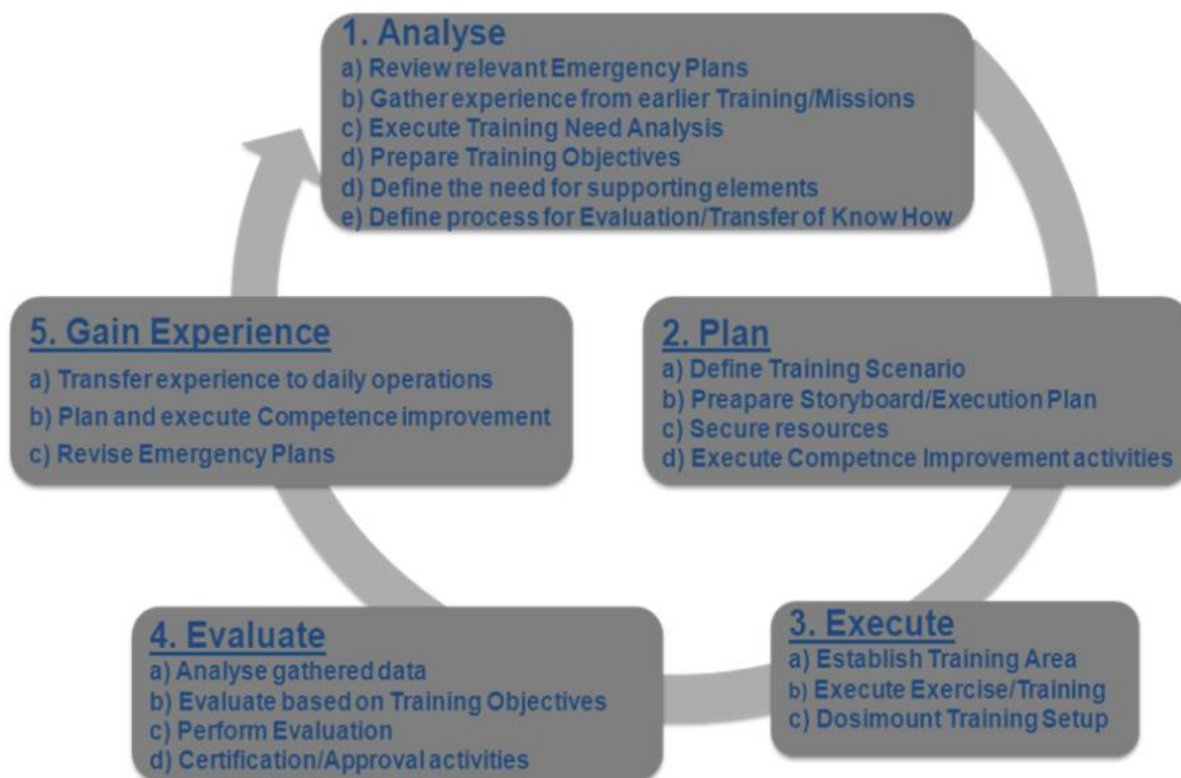 1. Analyse
a) Review relevant Emergency Plans
b) Gather experience from earlier Training/Missions
c) Execute Training Need Analysis
d) Prepare Training Objectives
d) Define the need for supporting elements
e) Define process for Evaluation/Transfer of Know How
2. Plan
a) Define Training Scenario
b) Preapare Storyboard/Execution Plan
c) Secure resources
d) Execute Competnce Improvement activities
3. Execute
a) Establish Training Area
b) Execute Exercise/Training
c) Dosimount Training Setup
4. Evaluate
a) Analyse gathered data
b) Evaluate based on Training Objectives
c) Perform Evaluation
d) Certification/Approval activities
5. Gain Experience
a) Transfer experience to daily operations
b) Plan and execute Competence improvement
c) Revise Emergency Plans